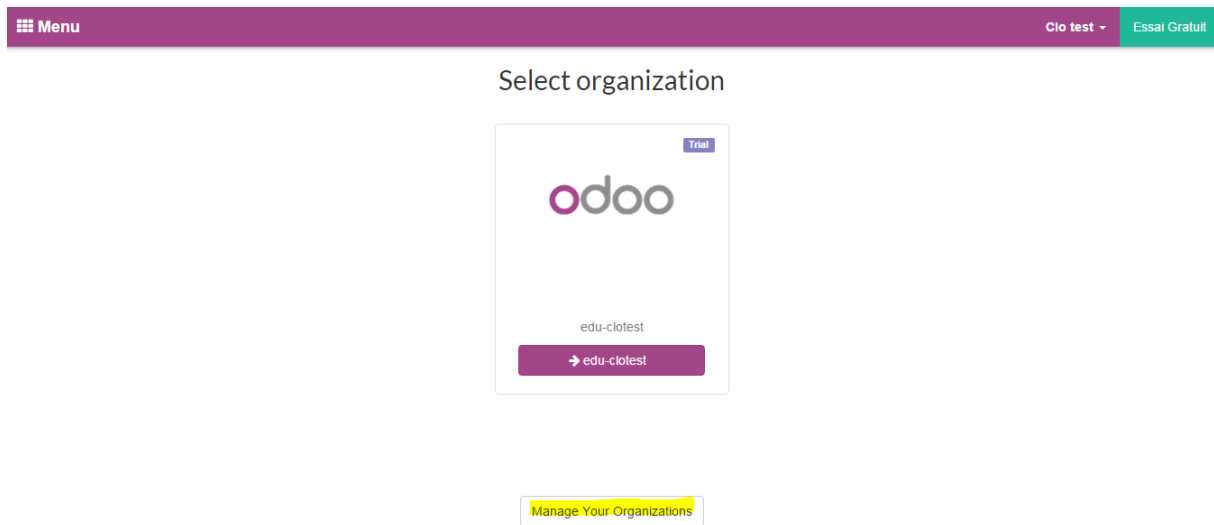 Menu
Clo test
Essai Gratuit
Select organization
Trial
odoo
edu-clotest
edu-clotest
Manage Your Organizations